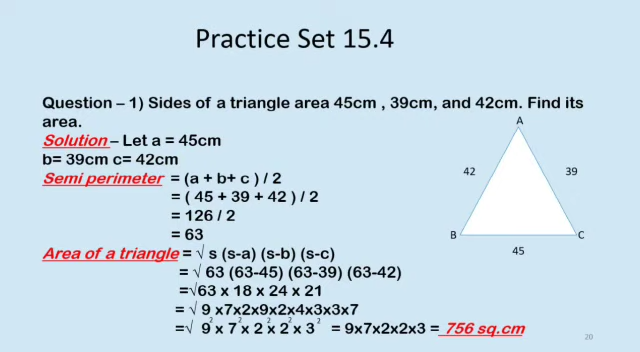 Practice Set 15.4
Question – 1) Sides of a triangle area 45cm , 39cm, and 42cm. Find its
area.
Solution – Let a = 45cm
b= 39cm c= 42cm
Semi perimeter = (a + b+ c ) / 2
= ( 45 + 39 + 42 ) / 2
= 126 / 2
= 63
Area of a triangle = √ s (s-a) (s-b) (s-c)
= √ 63 (63-45) (63-39) (63-42)
=√63 x 18 x 24 x 21
= √ 9 x7x2x9x2x4x3x3x7
=√ 9² x 7² x 2² x 2² x 3² = 9x7x2x2x3 = 756 sq.cm
A
42
39
B
C
45
20